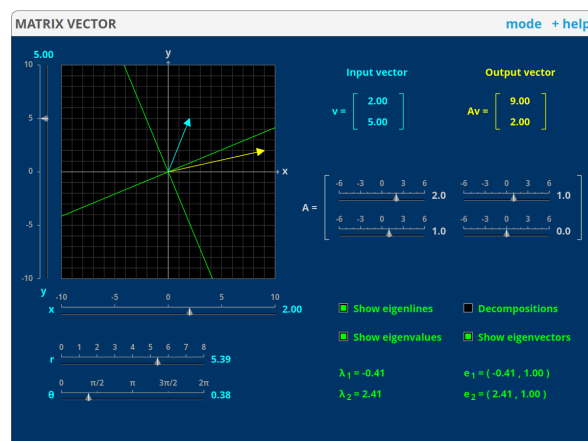 MATRIX VECTOR mode + help
5.00 y
10
5
0 x
-5
-10
y -10 -5 0 5 10
x 2.00
0 1 2 3 4 5 6 7 8
r 5.39
0 π/2 π 3π/2 2π
θ 0.38
Input vector Output vector
v = 2.00 5.00 Av = 9.00 2.00
-6 -3 0 3 6 -6 -3 0 3 6
2.0 1.0
A =
-6 -3 0 3 6 -6 -3 0 3 6
1.0 0.0
Show eigenlines Decompositions
Show eigenvalues Show eigenvectors
λ1 = -0.41 e1 = ( -0.41 , 1.00 )
λ2 = 2.41 e2 = ( 2.41 , 1.00 )